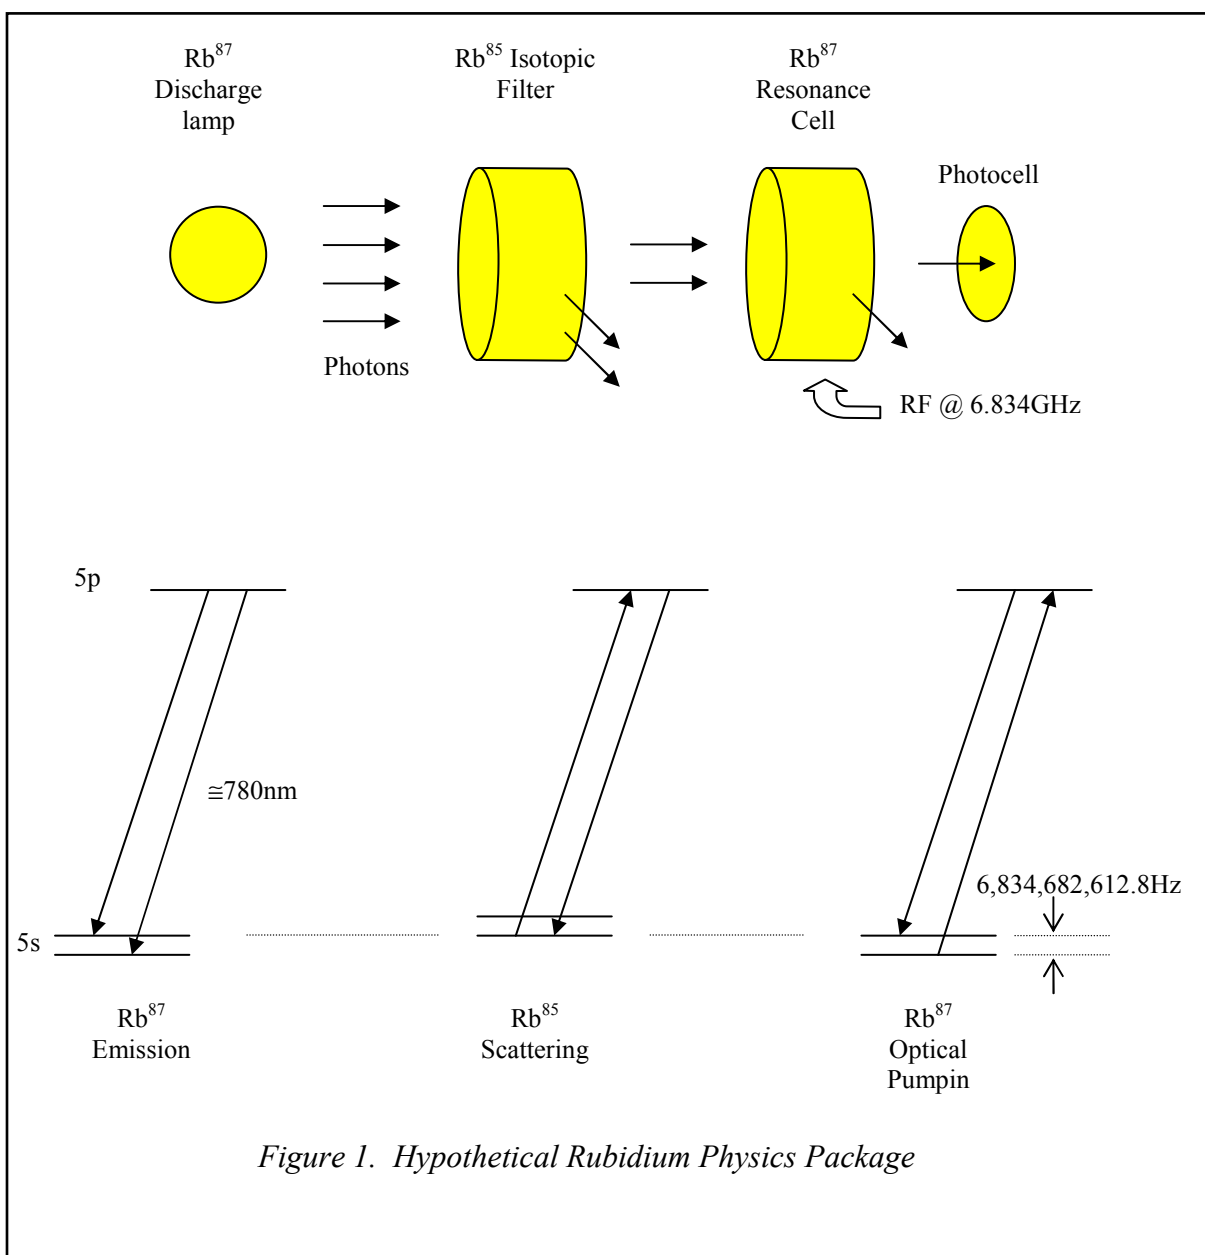 Rb⁸⁷
Discharge
lamp
Rb⁸⁵ Isotopic
Filter
Rb⁸⁷
Resonance
Cell
Photocell
Photons
RF @ 6.834GHz
5p
≅780nm
6,834,682,612.8Hz
5s
Rb⁸⁷
Emission
Rb⁸⁵
Scattering
Rb⁸⁷
Optical
Pumpin
Figure 1. Hypothetical Rubidium Physics Package